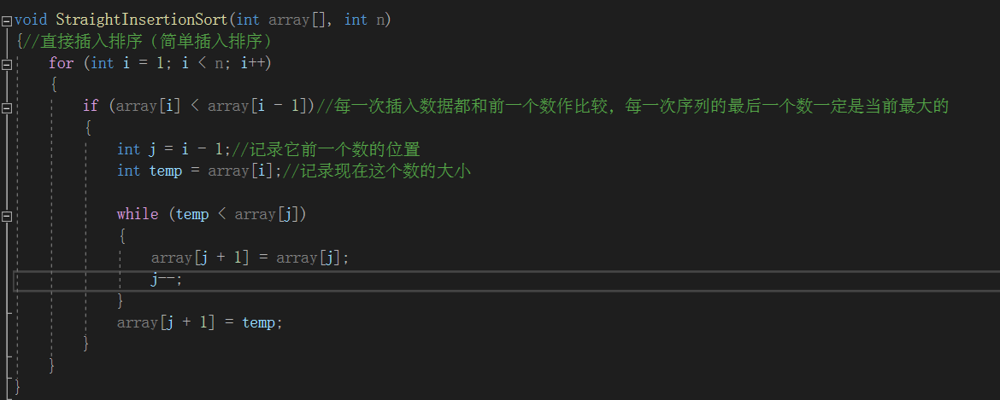 void StraightInsertionSort(int array[], int n)
{//直接插入排序（简单插入排序）
for (int i = 1; i < n; i++)
{
if (array[i] < array[i - 1])//每一次插入数据都和前一个数作比较，每一次序列的最后一个数一定是当前最大的
{
int j = i - 1;//记录它前一个数的位置
int temp = array[i];//记录现在这个数的大小
while (temp < array[j])
{
array[j + 1] = array[j];
j--;
}
array[j + 1] = temp;
}
}
}